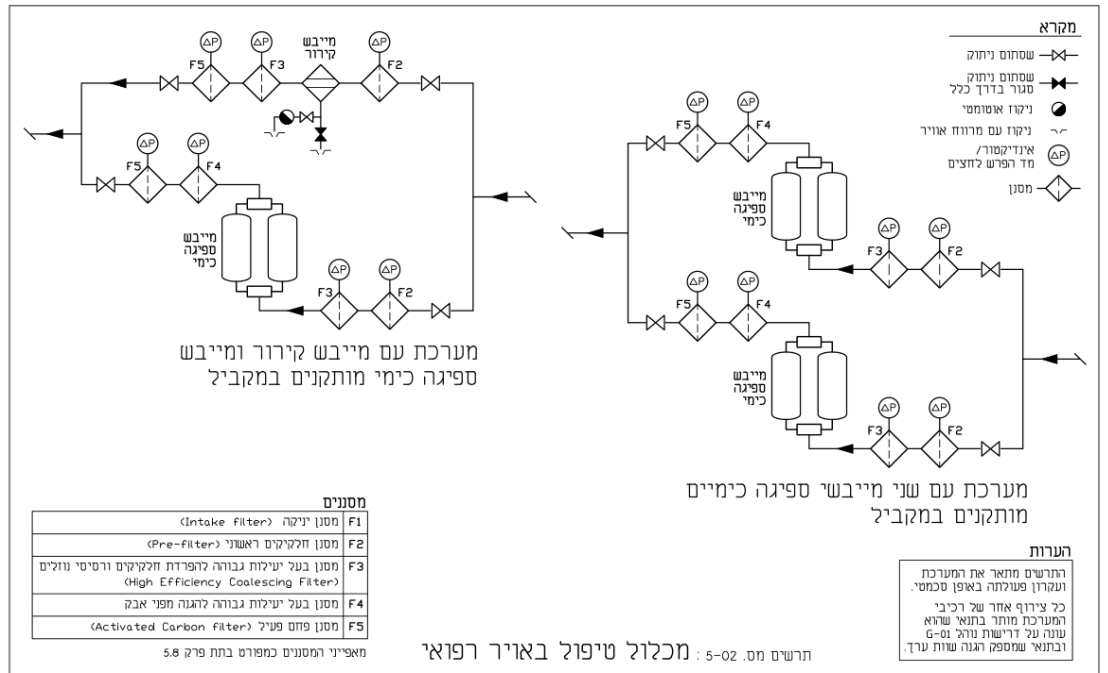 מקרא
שסתום ניתוק
שסתום ניתוק
סגור בדרך כלל
ניקוז אוטומטי
ניקוז עם מרווח אוויר
אינדיקטור/
מד הפרש לחצים
ΔP
מסנן
ΔP ΔP ΔP
F5 F3 F2
מייבש
קירור
ΔP ΔP
F5 F4
מייבש
ספיגה
כימי
ΔP ΔP
F3 F2
מערכת עם מייבש קירור ומייבש
ספיגה כימי מותקנים במקביל
ΔP ΔP
F5 F4
מייבש
ספיגה
כימי
ΔP ΔP
F3 F2
ΔP ΔP
F5 F4
מייבש
ספיגה
כימי
ΔP ΔP
F3 F2
מערכת עם שני מייבשי ספיגה כימיים
מותקנים במקביל
מסננים
F1 מסנן יניקה (Intake filter)
F2 מסנן חלקיקים ראשוני (Pre-filter)
F3 מסנן בעל יעילות גבוהה להפרדת חלקיקים ורסיסי נוזלים
(High Efficiency Coalescing Filter)
F4 מסנן בעל יעילות גבוהה להגנה מפני אבק
F5 מסנן פחם פעיל (Activated Carbon filter)
מאפייני המסננים כמפורט בתת פרק 5.8
הערות
התרשים מתאר את המערכת
ועקרון פעולתה באופן סכמטי.
כל צירוף אחר של רכיבי
המערכת מותר בתנאי שהוא
עונה על דרישות נוהל G-01
ובתנאי שמספק הגנה שוות ערך.
תרשים מס. 5-02 : מכלול טיפול באויר רפואי